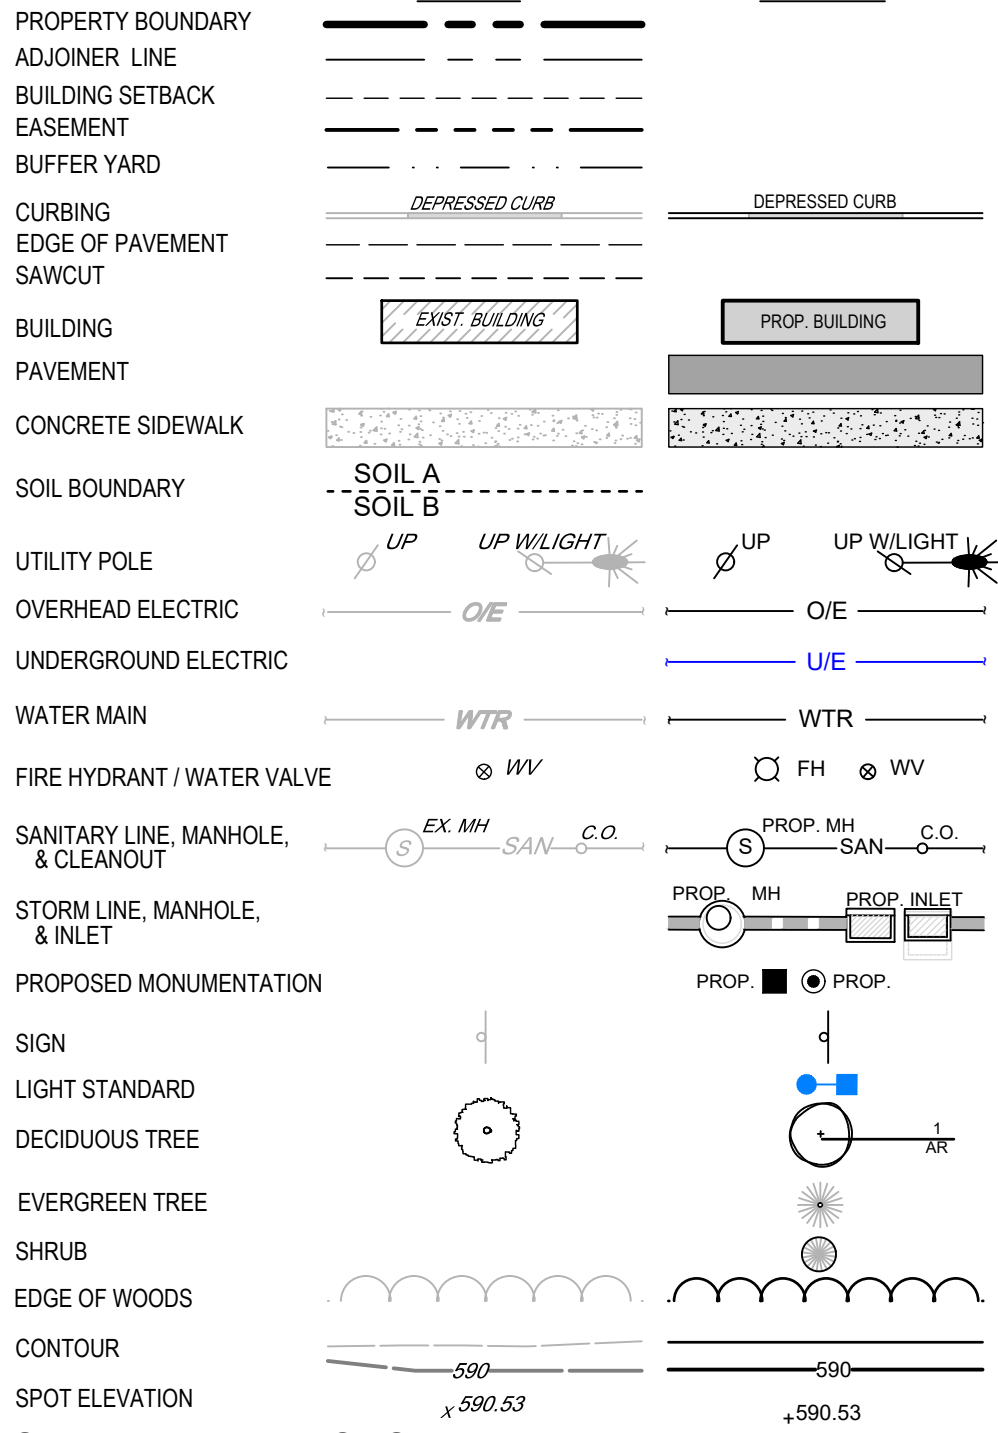 PROPERTY BOUNDARY
ADJOINER LINE
BUILDING SETBACK
EASEMENT
BUFFER YARD
CURBING DEPRESSED CURB DEPRESSED CURB
EDGE OF PAVEMENT
SAWCUT
BUILDING EXIST. BUILDING PROP. BUILDING
PAVEMENT
CONCRETE SIDEWALK
SOIL A
SOIL BOUNDARY
SOIL B
UTILITY POLE UP UP W/LIGHT UP UP W/LIGHT
OVERHEAD ELECTRIC O/E O/E
UNDERGROUND ELECTRIC U/E
WATER MAIN WTR WTR
FIRE HYDRANT / WATER VALVE WV FH WV
SANITARY LINE, MANHOLE, EX. MH C.O. PROP. MH C.O.
& CLEANOUT S SAN S SAN
STORM LINE, MANHOLE, PROP. MH PROP. INLET
& INLET
PROPOSED MONUMENTATION PROP. PROP.
SIGN
LIGHT STANDARD
DECIDUOUS TREE 1
AR
EVERGREEN TREE
SHRUB
EDGE OF WOODS
CONTOUR
590 590
SPOT ELEVATION x 590.53 +590.53